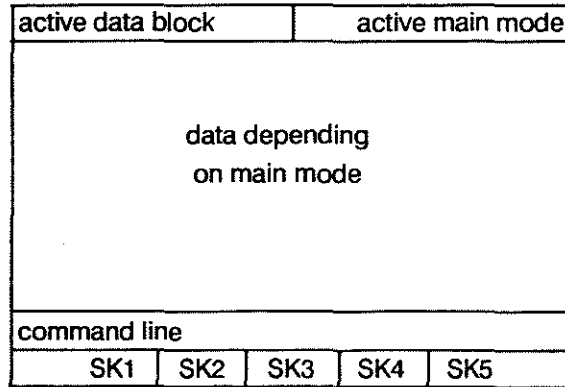 active data block active main mode
data depending
on main mode
command line
SK1 SK2 SK3 SK4 SK5